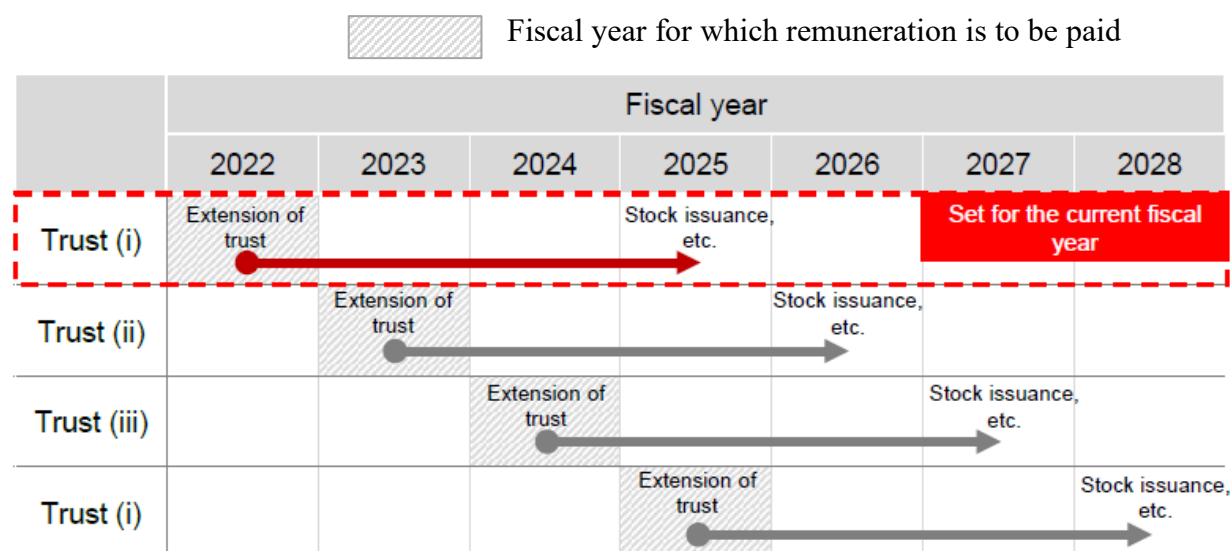 Fiscal year for which remuneration is to be paid
Fiscal year
2022 2023 2024 2025 2026 2027 2028
Trust (i)
Extension of
trust
Stock issuance,
etc.
Set for the current fiscal
year
Trust (ii)
Extension of
trust
Stock issuance,
etc.
Trust (iii)
Extension of
trust
Stock issuance,
etc.
Trust (i)
Extension of
trust
Stock issuance,
etc.